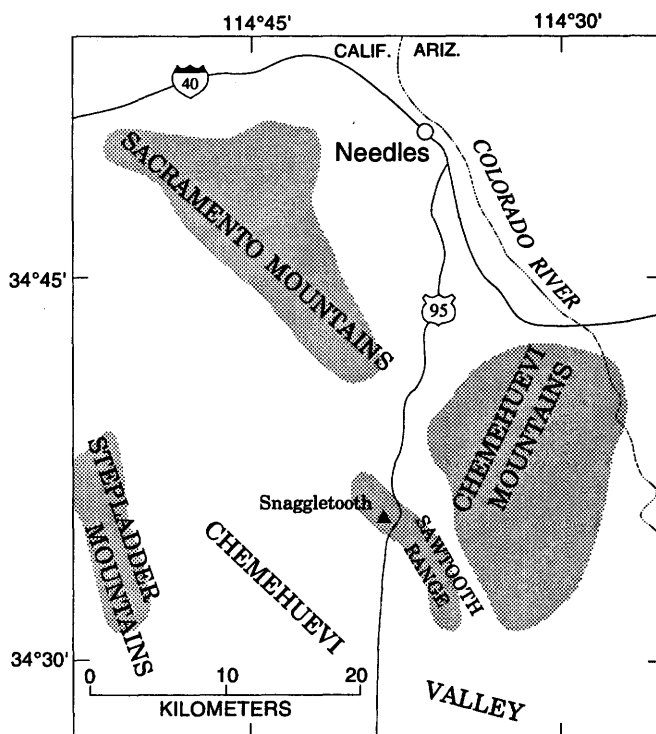 114°45'
114°30'
CALIF.
ARIZ.
40
Needles
SACRAMENTO MOUNTAINS
COLORADO RIVER
34°45'
95
CHEMEHUEVI
MOUNTAINS
STEPLADDER
MOUNTAINS
Snaggletooth
SAWTOOTH
RANGE
CHEMEHUEVI
VALLEY
34°30'
0 10 20
KILOMETERS